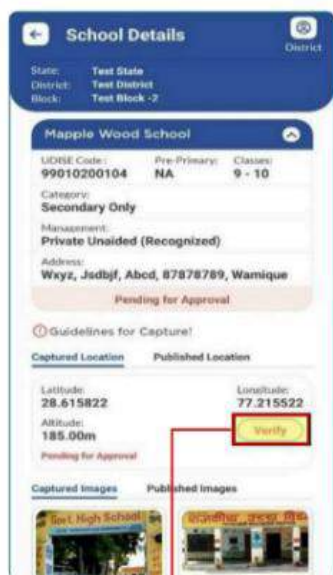 School Details
District
State: Test State
District: Test District
Block: Test Block -2
Mapple Wood School
UDISE Code: Pre-Primary: Classes:
99010200104 NA 9 - 10
Category:
Secondary Only
Management:
Private Unaided (Recognized)
Address:
Wxyz, Jsdbjf, Abcd, 87878789, Wamique
Pending for Approval
Guidelines for Capture!
Captured Location Published Location
Latitude: Longitude:
28.615822 77.215522
Altitude:
185.00m
Verify
Pending for Approval
Captured Images Published Images
Govt. High School